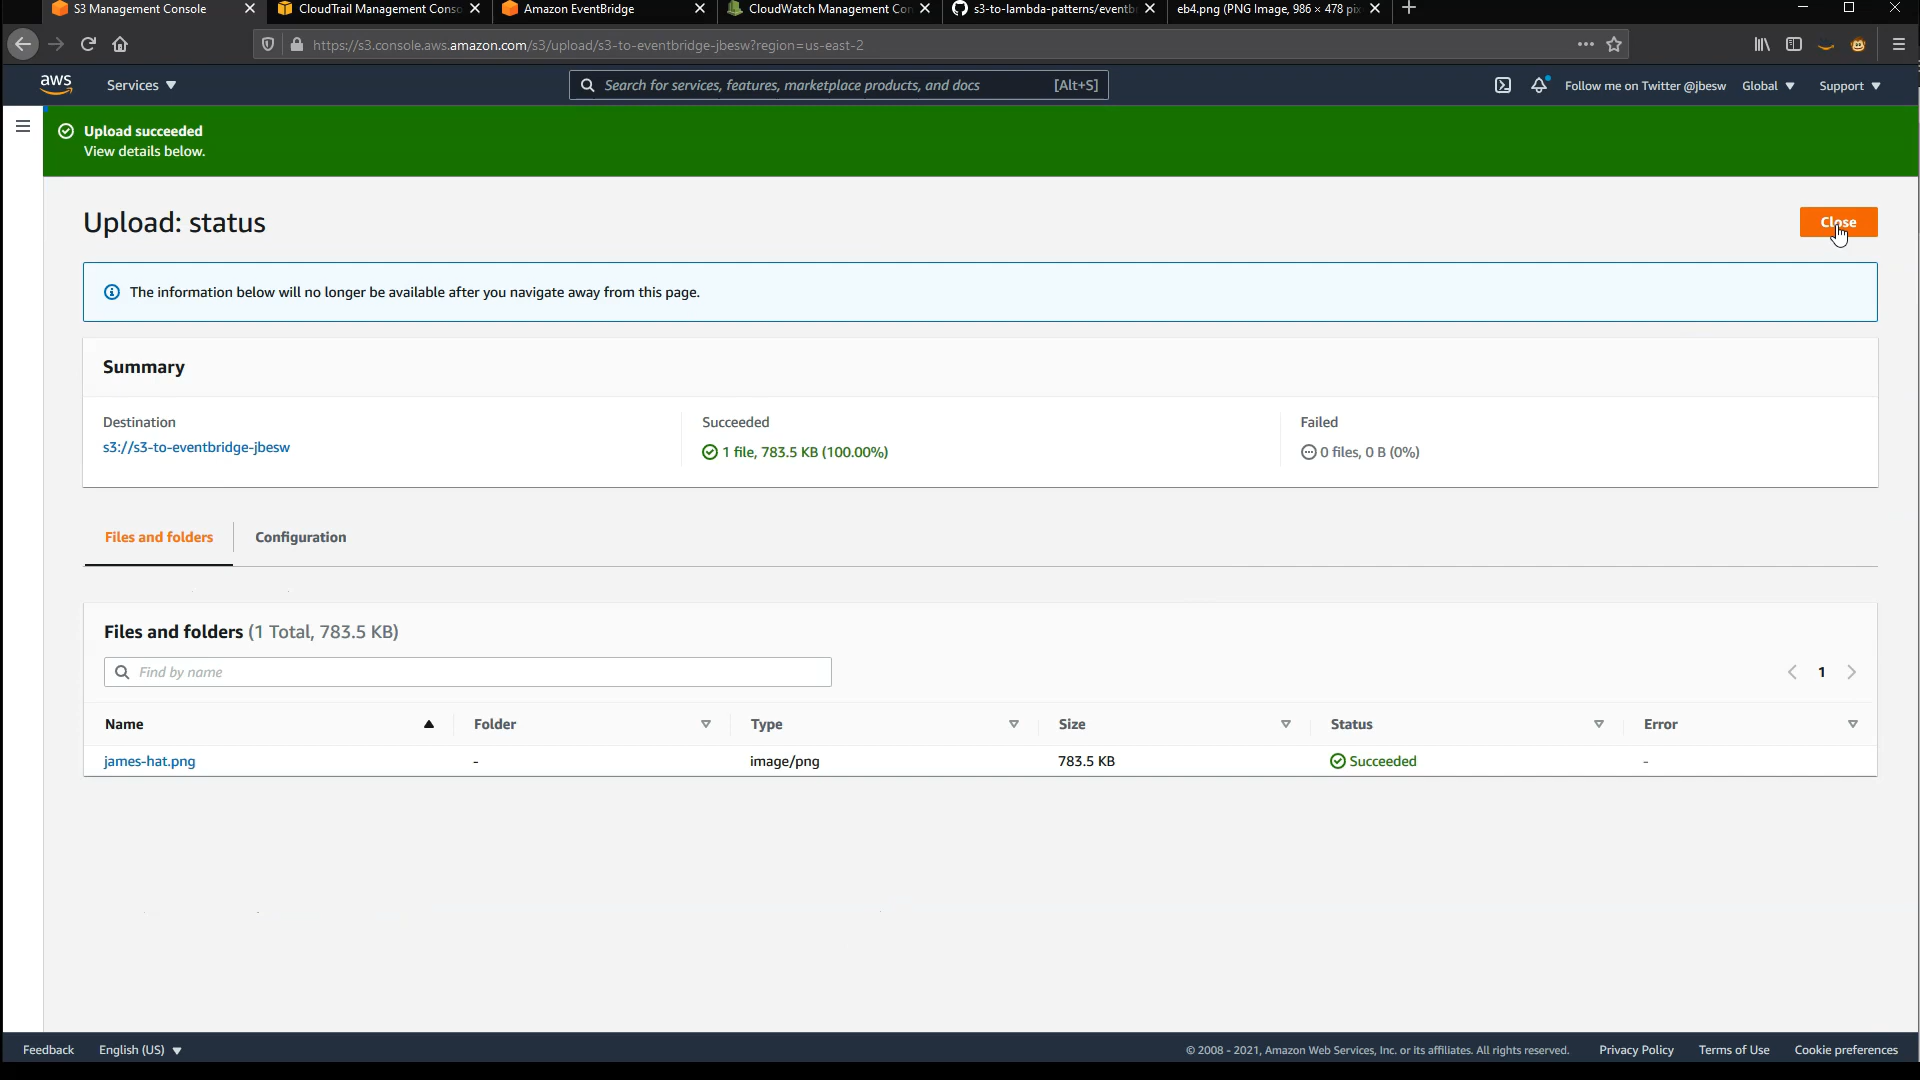 S3 Management Console
CloudTrail Management Conso
Amazon EventBridge
CloudWatch Management Co
s3-to-lambda-patterns/eventb
eb4.png (PNG Image, 986 × 478 pi
https://s3.console.aws.amazon.com/s3/upload/s3-to-eventbridge-jbesw?region=us-east-2
aws
Services
Search for services, features, marketplace products, and docs
[Alt+S]
Follow me on Twitter @jbesw
Global
Support
Upload succeeded
View details below.
Upload: status
Close
The information below will no longer be available after you navigate away from this page.
Summary
Destination
Succeeded
Failed
s3://s3-to-eventbridge-jbesw
1 file, 783.5 KB (100.00%)
0 files, 0 B (0%)
Files and folders
Configuration
Files and folders (1 Total, 783.5 KB)
Find by name
1
Name
Folder
Type
Size
Status
Error
james-hat.png
-
image/png
783.5 KB
Succeeded
-
Feedback
English (US)
© 2008 - 2021, Amazon Web Services, Inc. or its affiliates. All rights reserved.
Privacy Policy
Terms of Use
Cookie preferences